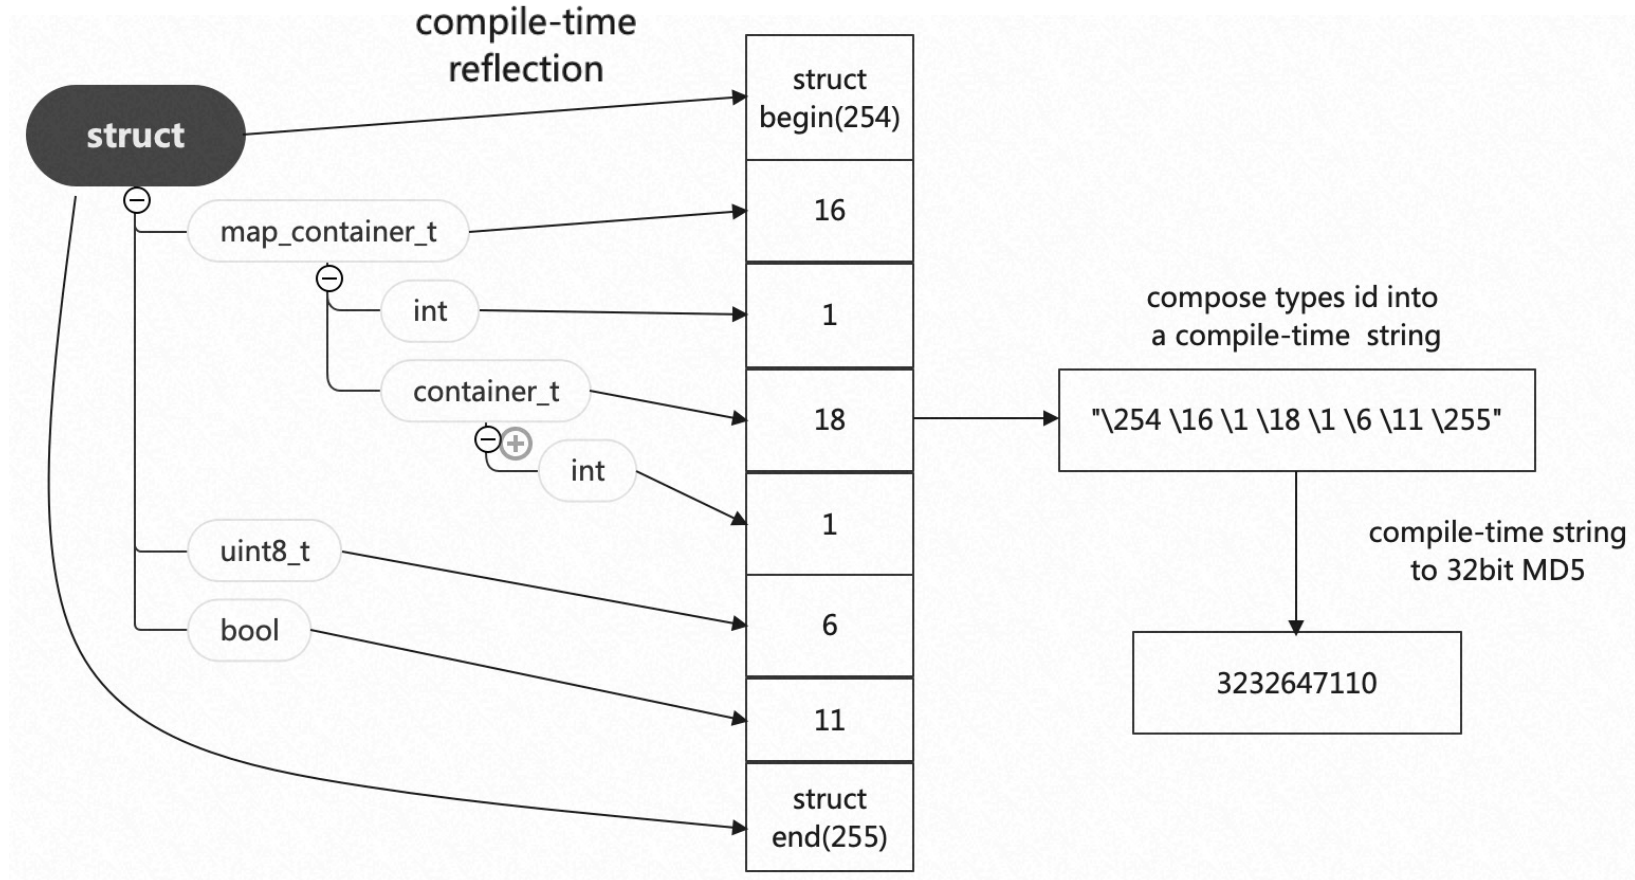 compile-time
reflection
struct
map_container_t
int
container_t
int
uint8_t
bool
struct
begin(254)
16
1
18
1
6
11
struct
end(255)
compose types id into
a compile-time string
"\254 \16 \1 \18 \1 \6 \11 \255"
compile-time string
to 32bit MD5
3232647110